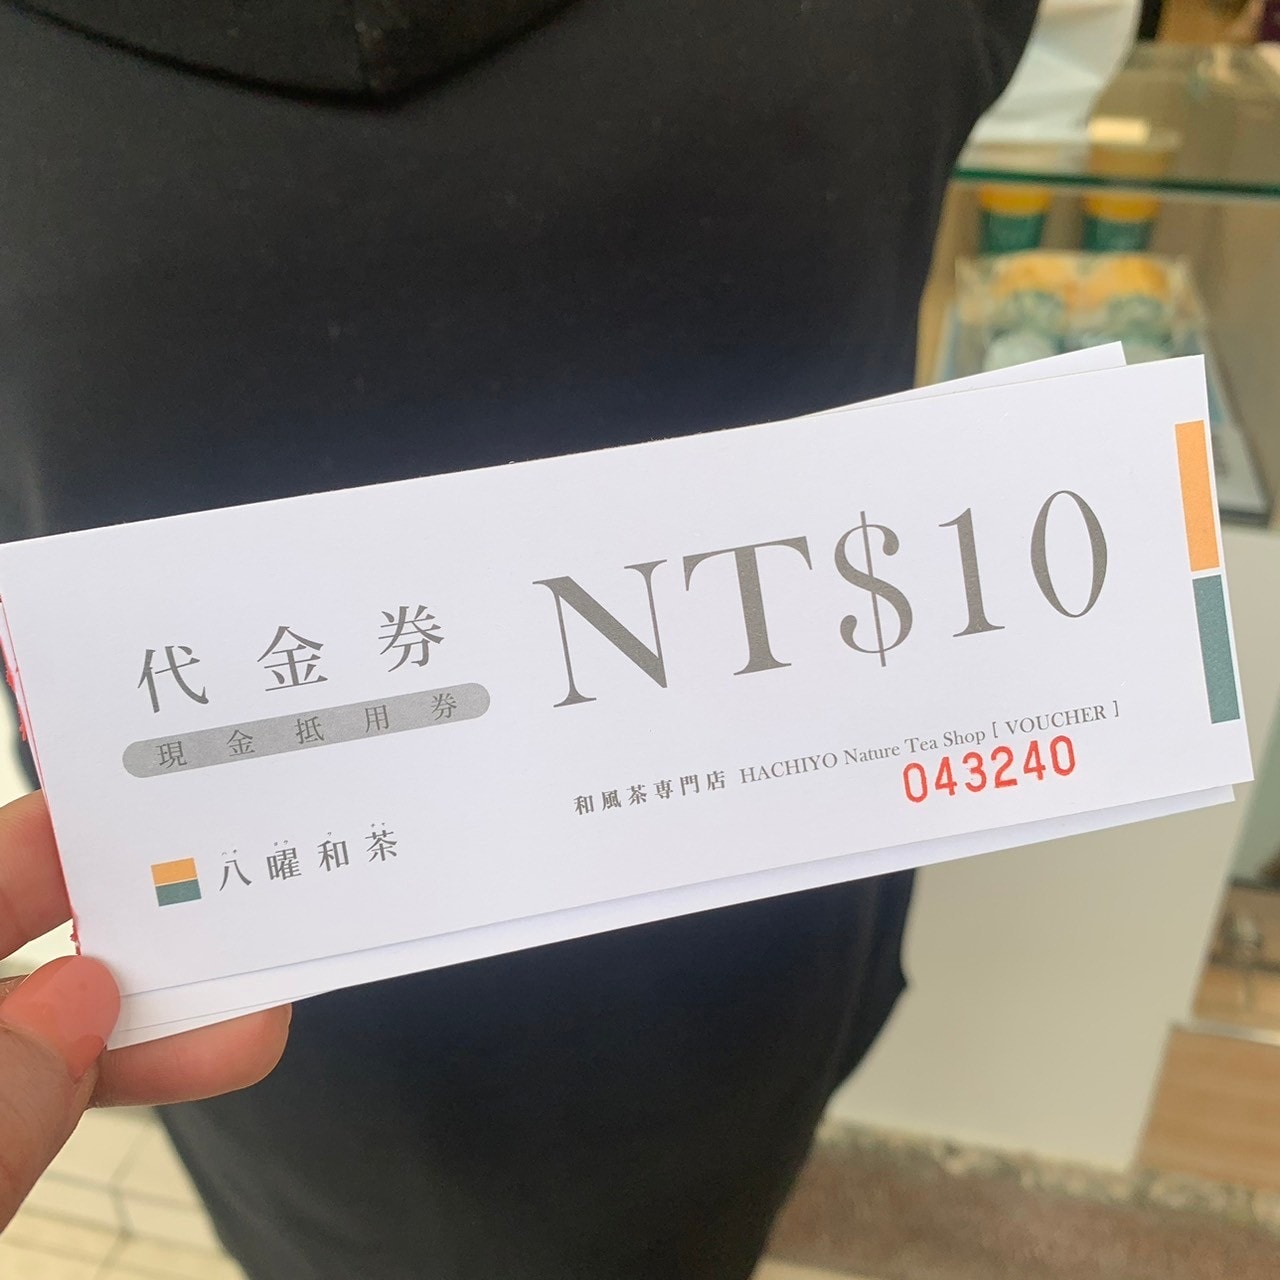 代金券
現金抵用券
NT$10
和風茶専門店 HACHIYO Nature Tea Shop [ VOUCHER ]
043240
八曜和茶